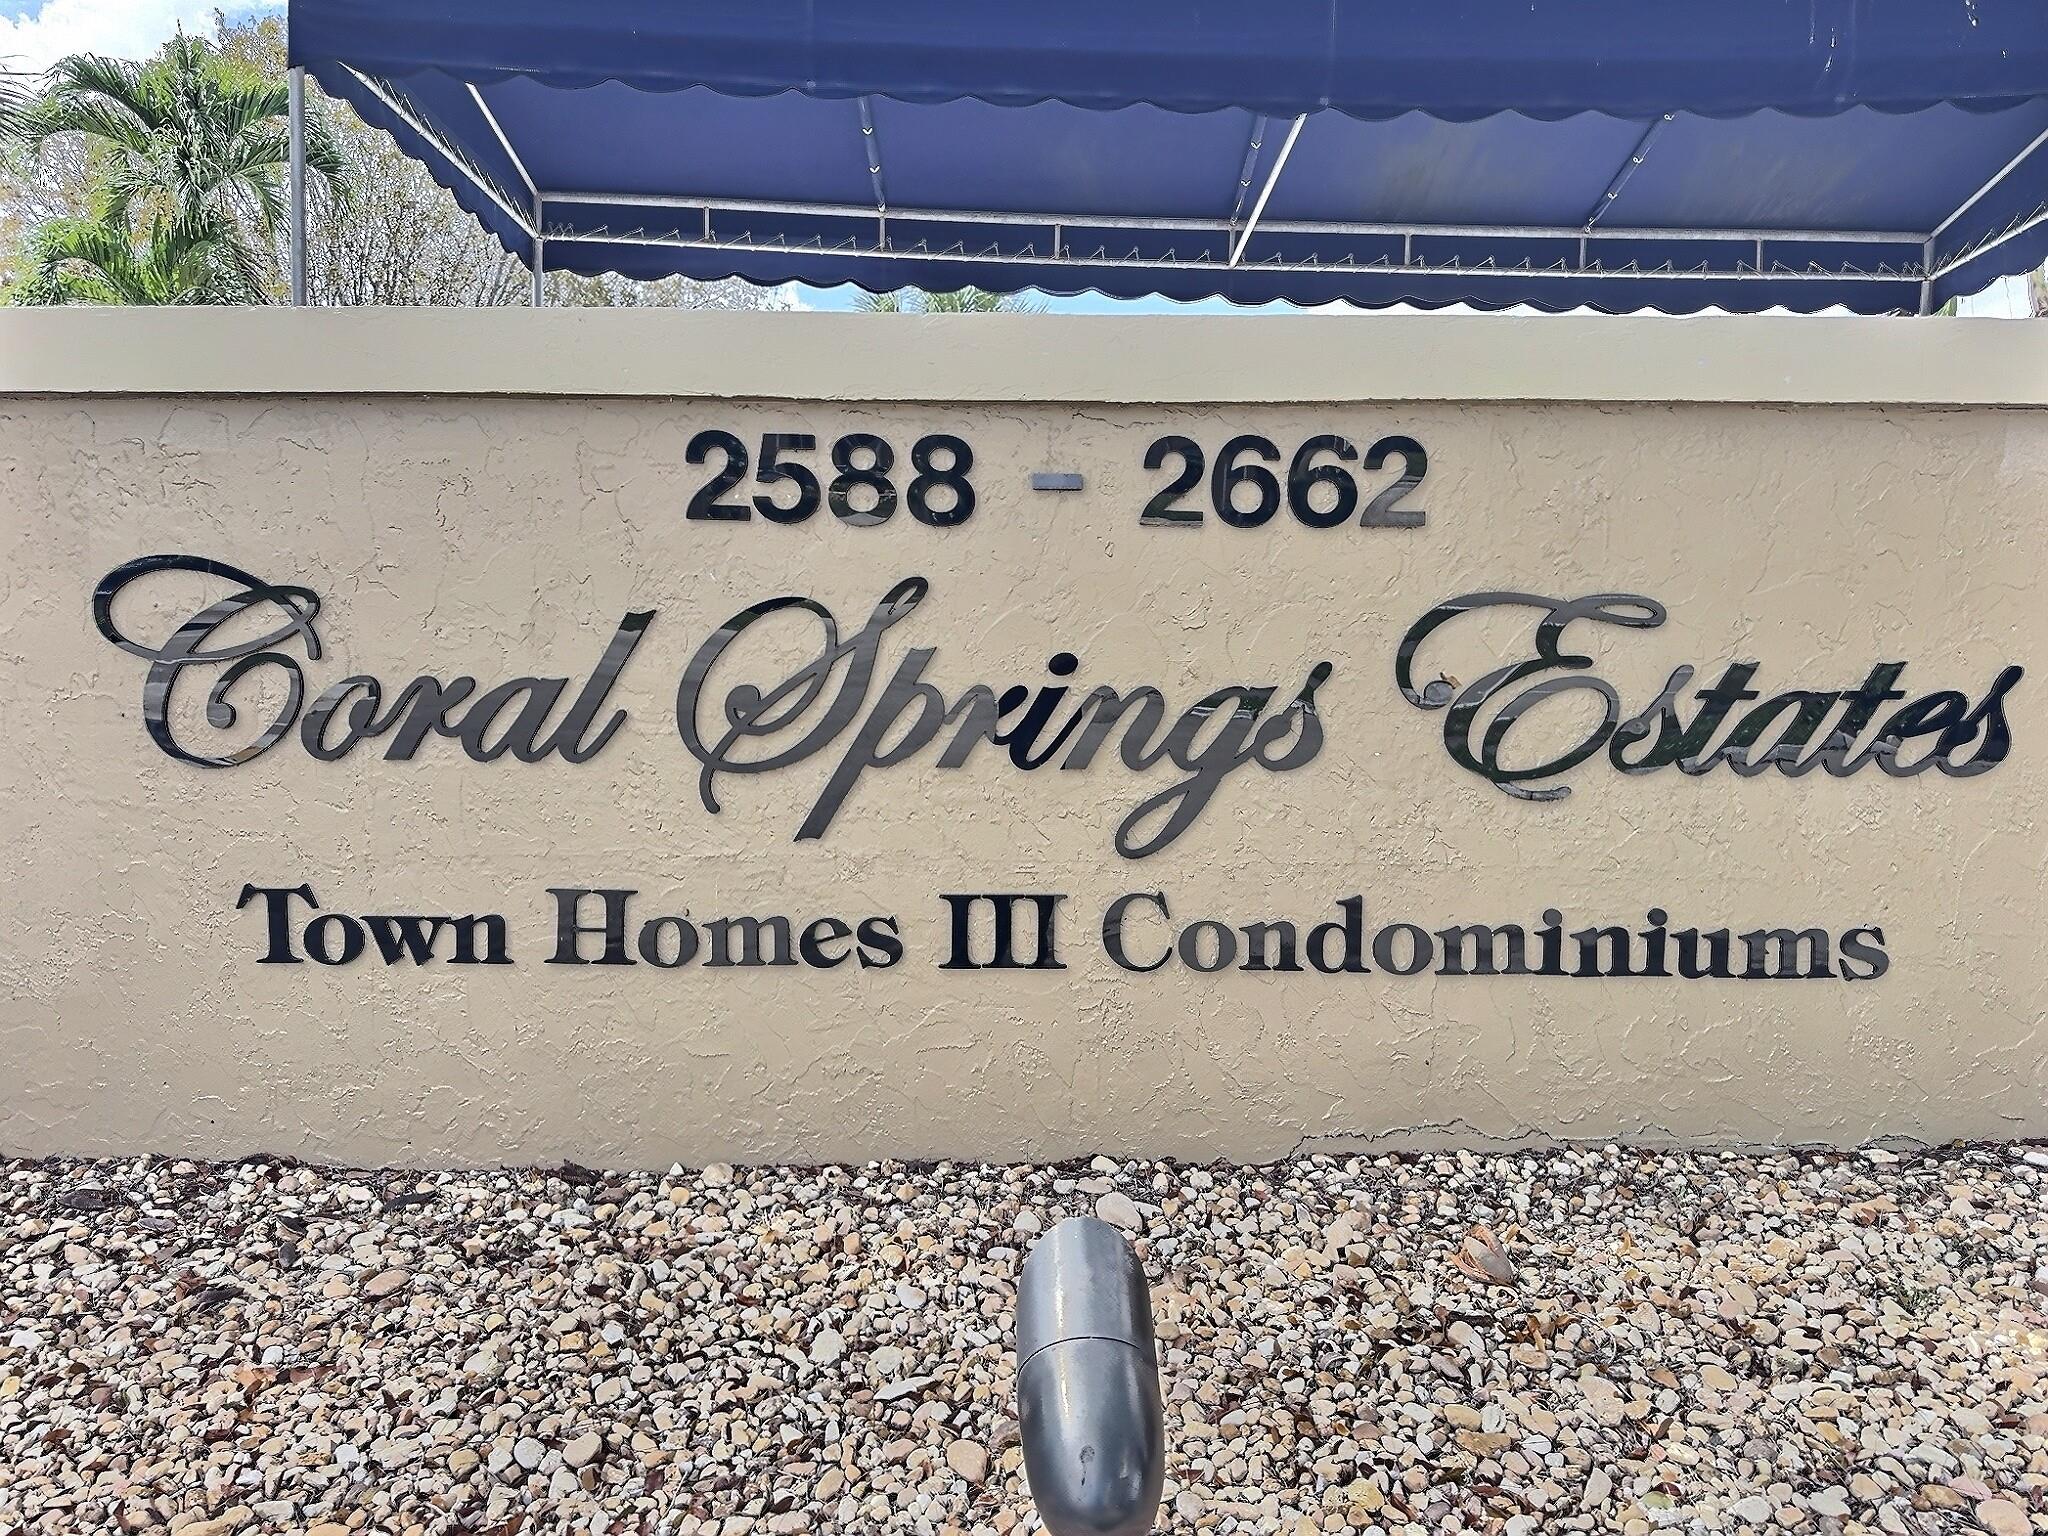 2588 - 2662
Coral Springs Estates
Town Homes III Condominiums